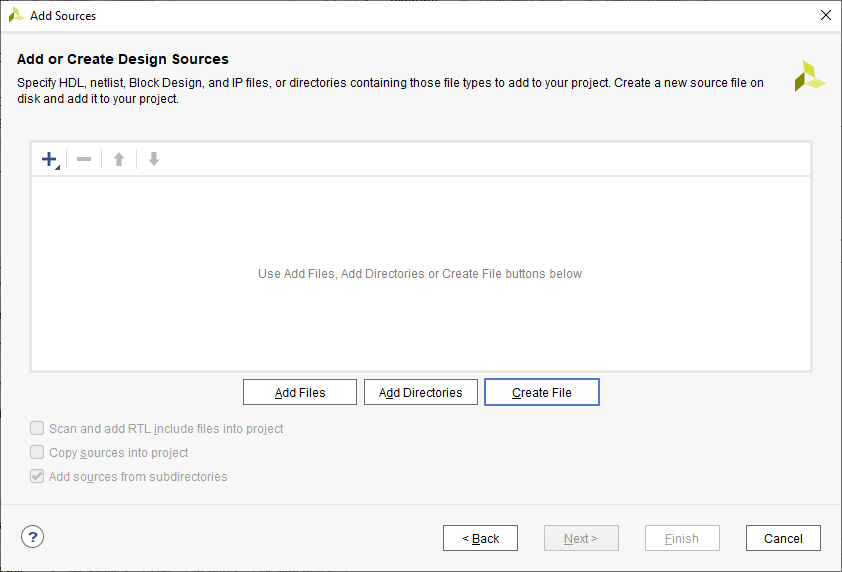 Add Sources
Add or Create Design Sources
Specify HDL, netlist, Block Design, and IP files, or directories containing those file types to add to your project. Create a new source file on
disk and add it to your project.
Use Add Files, Add Directories or Create File buttons below
Add Files
Add Directories
Create File
Scan and add RTL include files into project
Copy sources into project
Add sources from subdirectories
?
< Back
Next >
Finish
Cancel